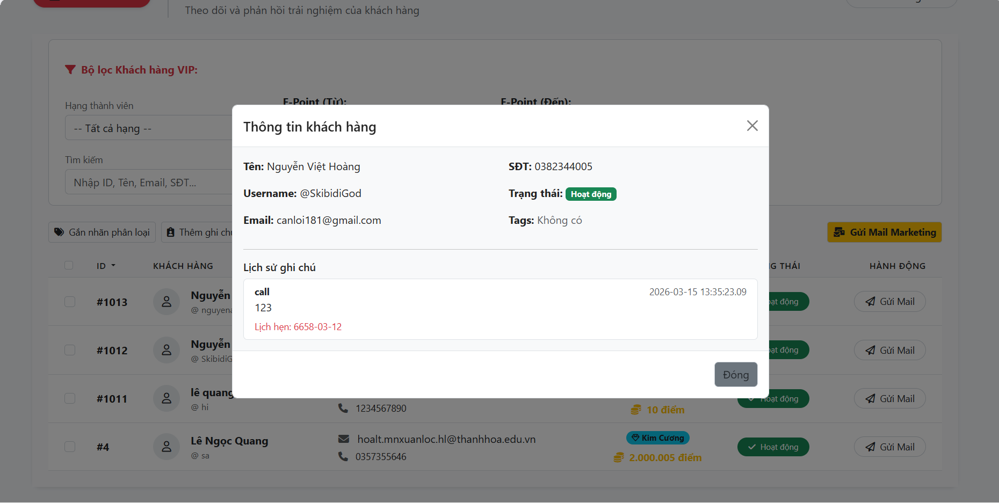 Theo dõi và phản hồi trải nghiệm của khách hàng
Bộ lọc Khách hàng VIP:
Hạng thành viên
F-Point (Từ):
F-Point (Đến):
-- Tất cả hạng --
Tìm kiếm
Nhập ID, Tên, Email, SĐT...
Thông tin khách hàng
Tên: Nguyễn Việt Hoàng
SĐT: 0382344005
Username: @SkibidiGod
Trạng thái: Hoạt động
Email: canloi181@gmail.com
Tags: Không có
Lịch sử ghi chú
call
2026-03-15 13:35:23.09
123
Lịch hẹn: 6658-03-12
Đóng
Gắn nhãn phân loại
Thêm ghi
Gửi Mail Marketing
ID
KHÁCH HÀNG
THÁI
HÀNH ĐỘNG
#1013
Nguyễn
@
động
Gửi Mail
#1012
Nguyễn
@
động
Gửi Mail
#1011
lê quang
@ hi
1234567890
10 điểm
Hoạt động
Gửi Mail
#4
Lê Ngọc Quang
@ sa
hoalt.mnxuanloc.hl@thanhhoa.edu.vn
0357355646
Kim Cương
2.000.005 điểm
Hoạt động
Gửi Mail